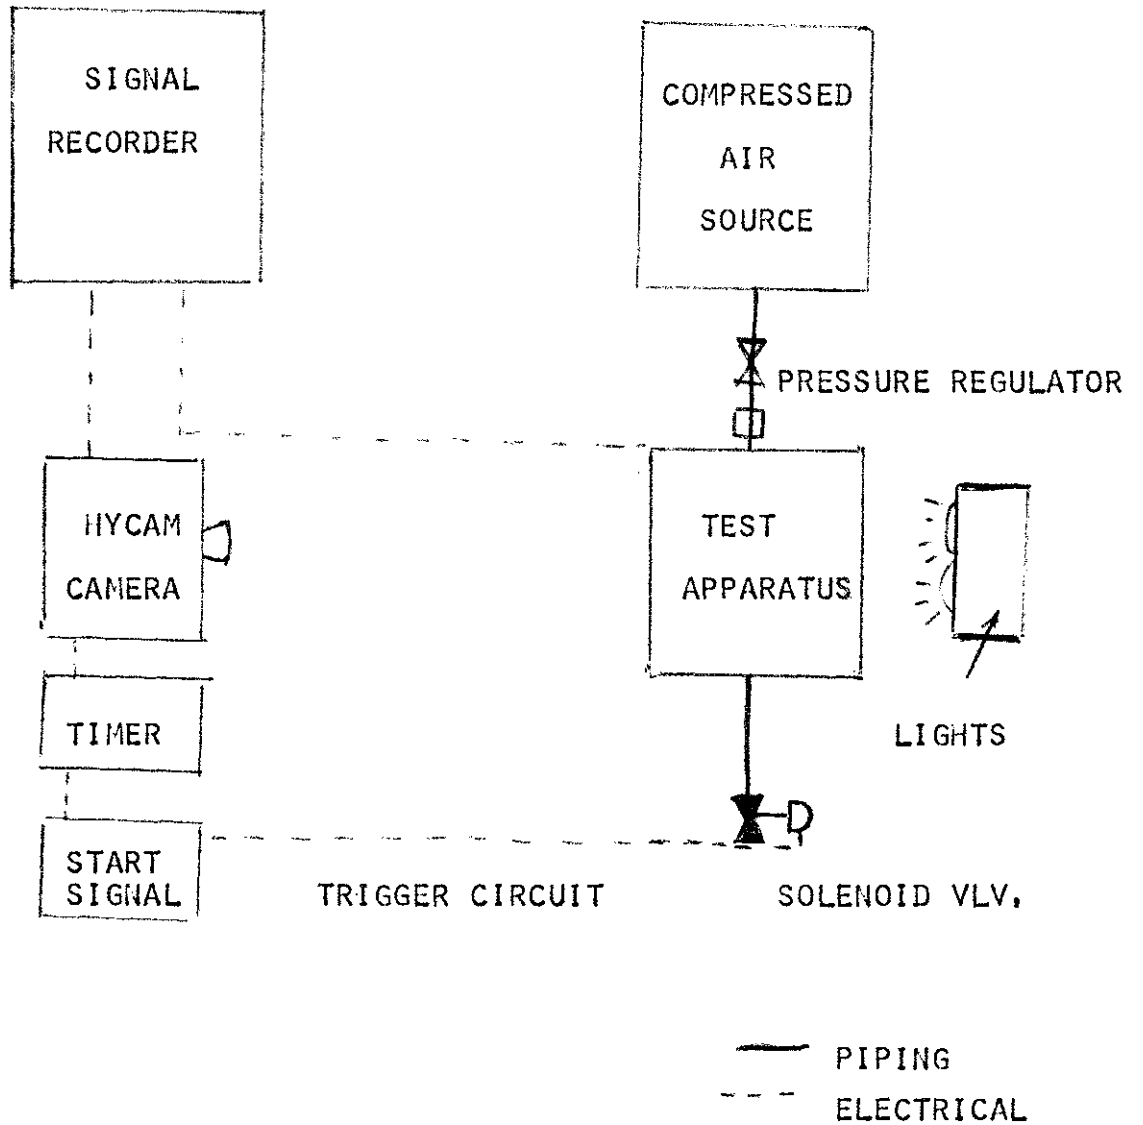 SIGNAL
RECORDER
COMPRESSED
AIR
SOURCE
PRESSURE REGULATOR
HYCAM
CAMERA
TEST
APPARATUS
TIMER
LIGHTS
START
SIGNAL
TRIGGER CIRCUIT
SOLENOID VLV.
PIPING
ELECTRICAL